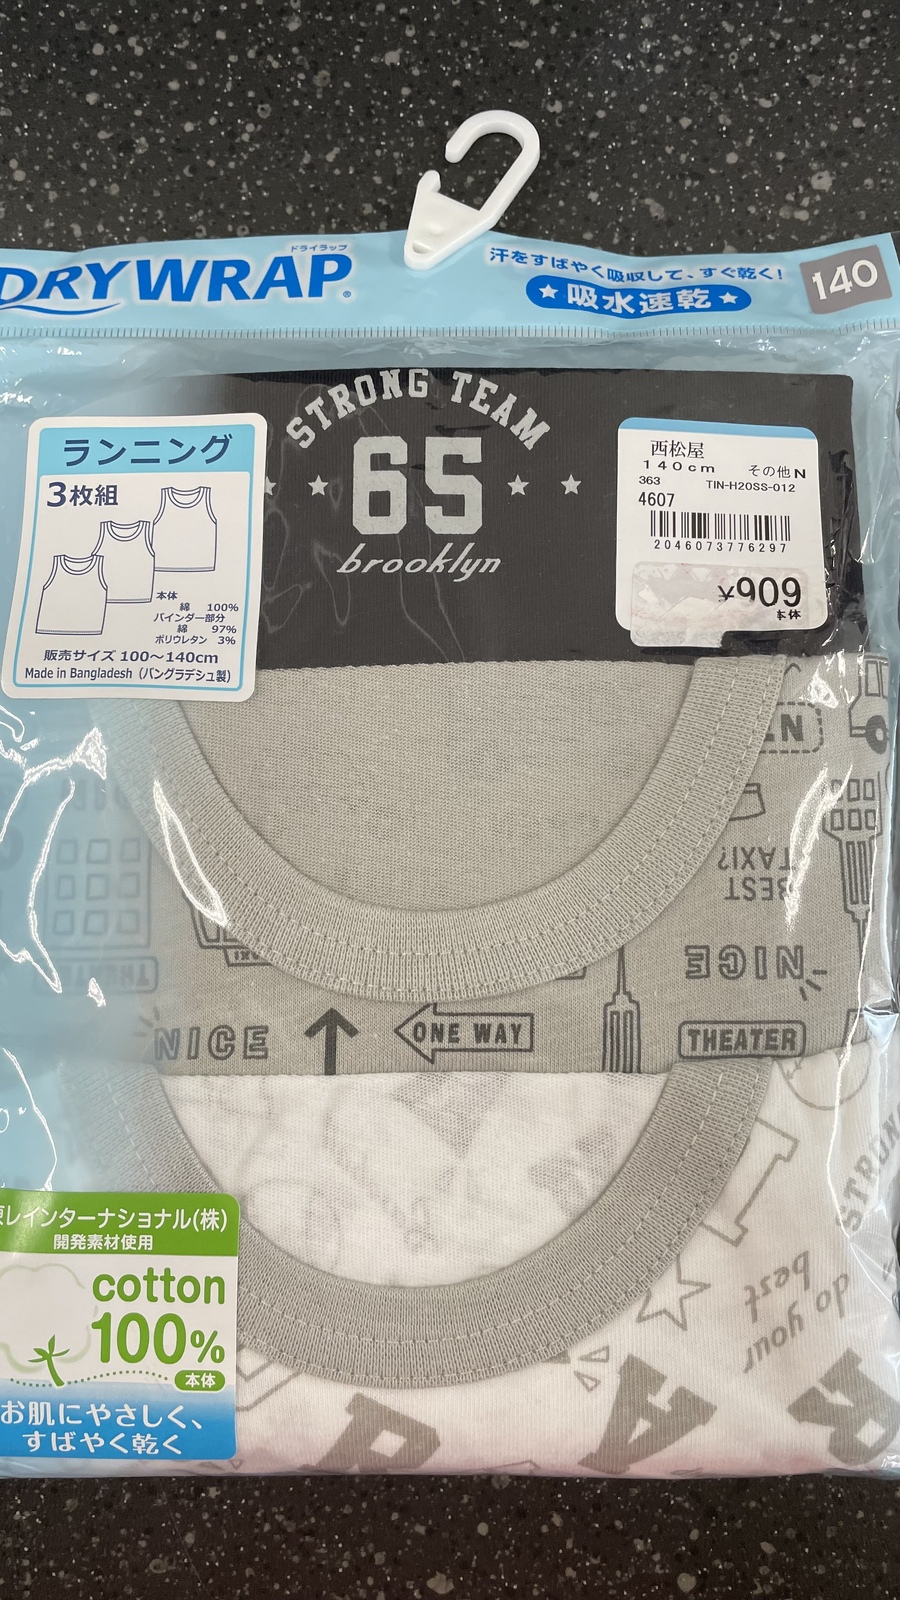 ドライラップ
DRY WRAP®
汗をすばやく吸収して、すぐ乾く!
★ 吸水速乾 ★
140
STRONG TEAM
65
brooklyn
ランニング
3枚組
本体
綿 100%
バインダー部分
綿 97%
ポリウレタン 3%
販売サイズ 100〜140cm
Made in Bangladesh (バングラデシュ製)
西松屋
140cm その他N
363 TIN-H20SS-012
4607
2046073776297
¥909
本体
BEST
TAXI?
NICE
NICE
ONE WAY
THEATER
THEATER
STRONG
do your
best
レインターナショナル(株)
開発素材使用
cotton
100%
本体
お肌にやさしく、
すばやく乾く